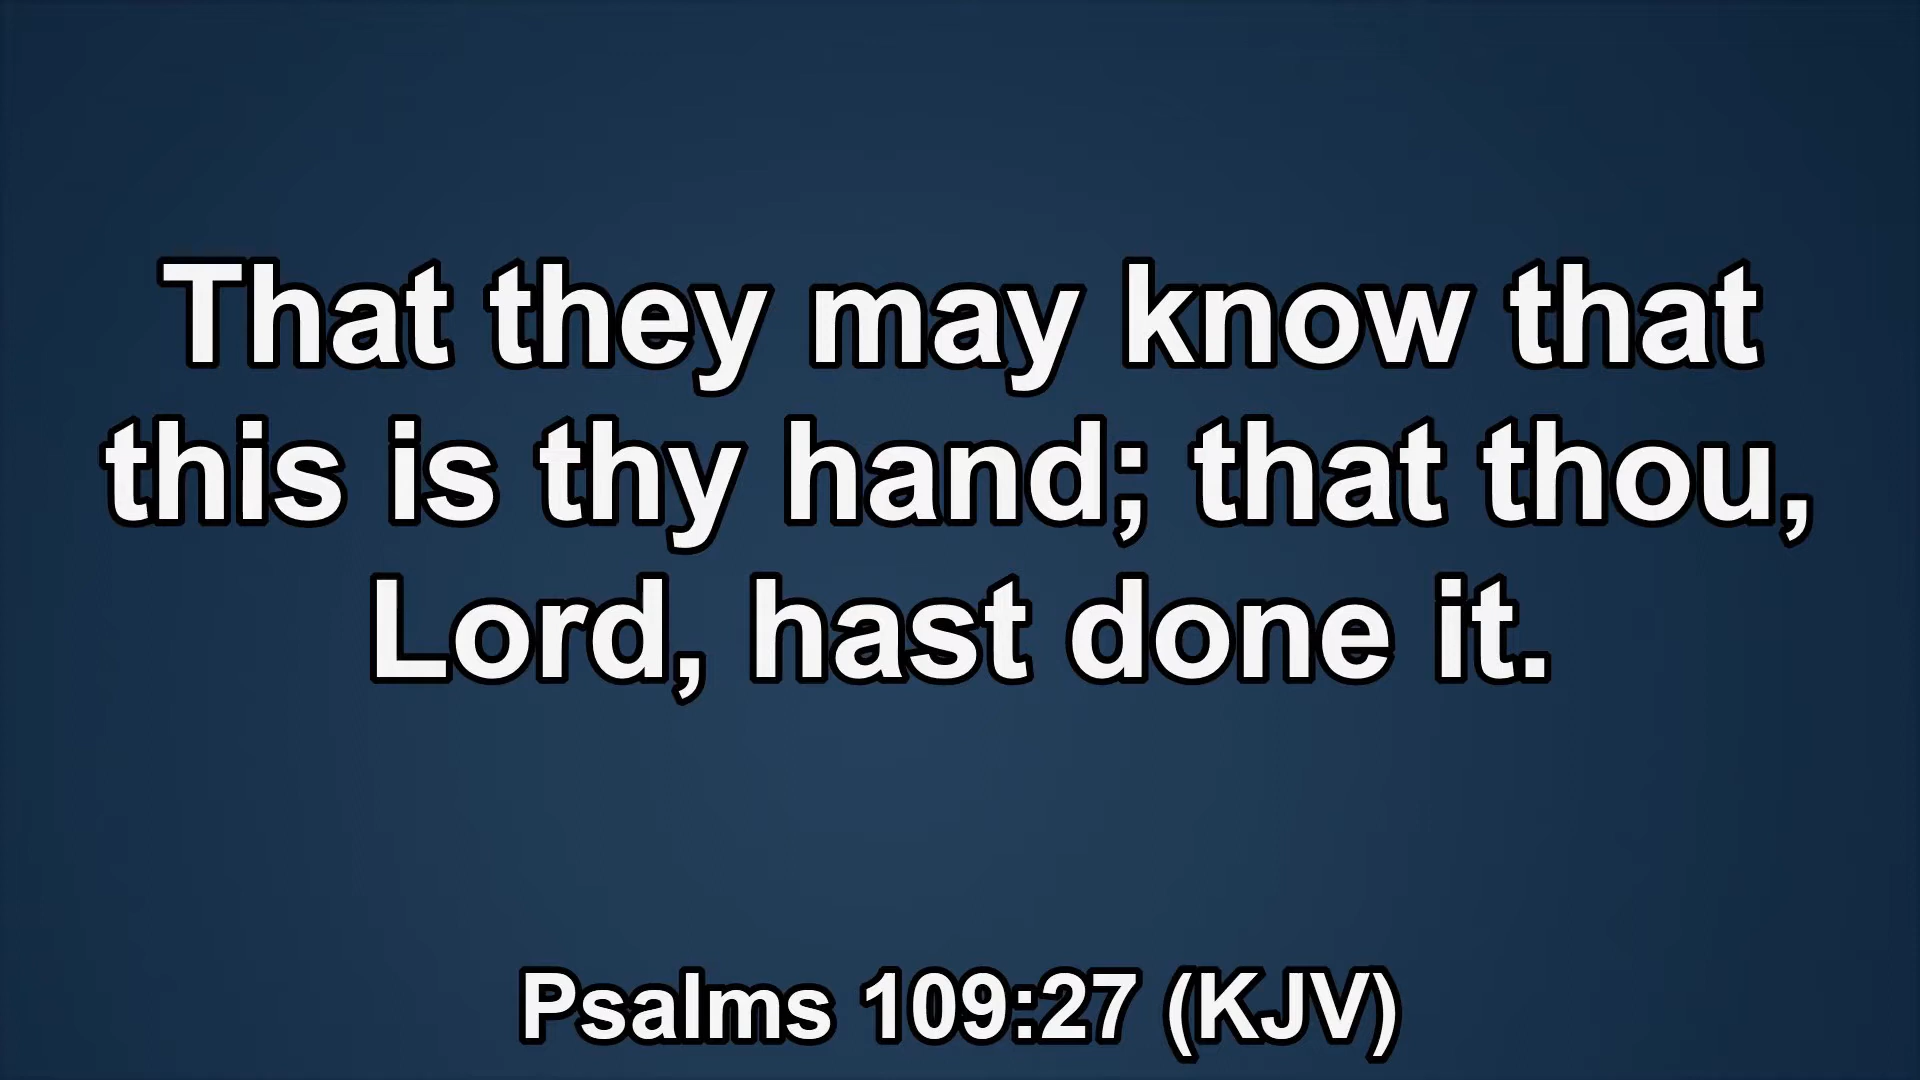 That they may know that
this is thy hand; that thou,
Lord, hast done it.
Psalms 109:27 (KJV)